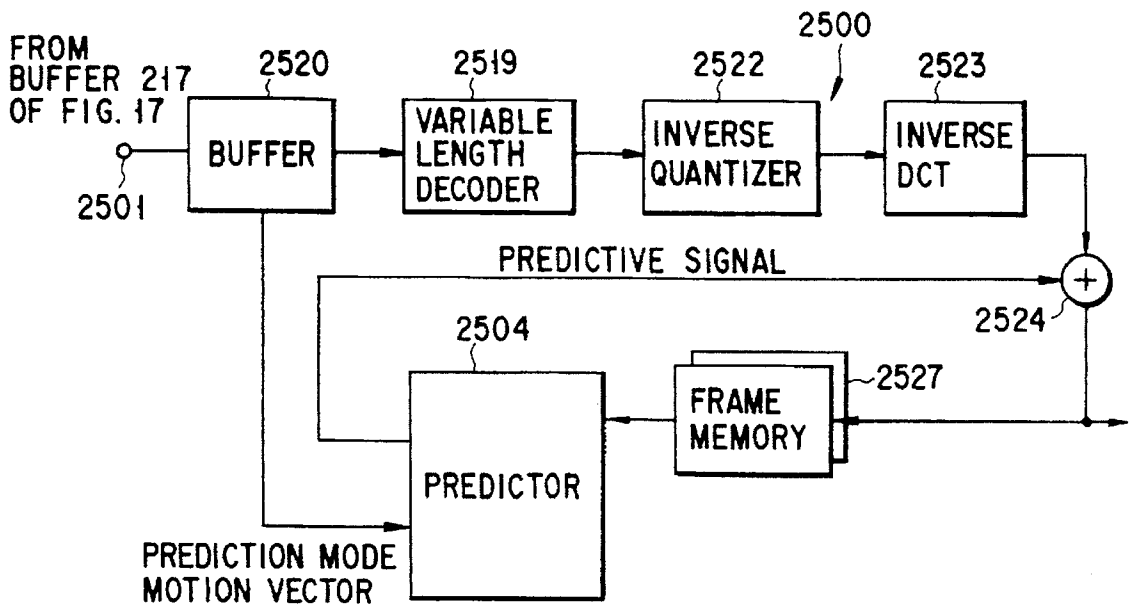 FROM
BUFFER 217
OF FIG. 17
2501
2520
BUFFER
2519
VARIABLE
LENGTH
DECODER
2522
INVERSE
QUANTIZER
2500
2523
INVERSE
DCT
PREDICTIVE SIGNAL
+
2524
2504
PREDICTOR
FRAME
MEMORY
2527
PREDICTION MODE
MOTION VECTOR